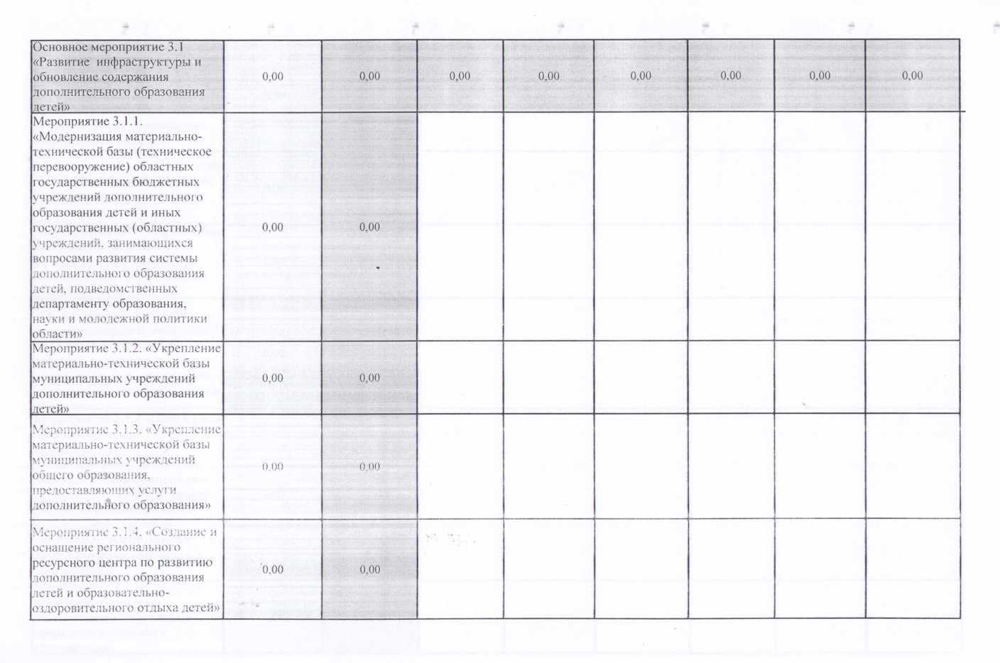 Основное мероприятие 3.1
«Развитие инфраструктуры и
обновление содержания
дополнительного образования
детей»
0,00 0,00 0,00 0,00 0,00 0,00 0,00 0,00
Мероприятие 3.1.1.
«Модернизация материально-
технической базы (техническое
перевооружение) областных
государственных бюджетных
учреждений дополнительного
образования детей и иных
государственных (областных)
учреждений, занимающихся
вопросами развития системы
дополнительного образования
детей, подведомственных
департаменту образования,
науки и молодежной политики
области»
0,00 0,00
Мероприятие 3.1.2. «Укрепление
материально-технической базы
муниципальных учреждений
дополнительного образования
детей»
0,00 0,00
Мероприятие 3.1.3. «Укрепление
материально-технической базы
муниципальных учреждений
общего образования,
предоставляющих услуги
дополнительного образования»
0,00 0,00
Мероприятие 3.1.4. «Создание и
оснащение регионального
ресурсного центра по развитию
дополнительного образования
детей и образовательно-
оздоровительного отдыха детей»
0,00 0,00